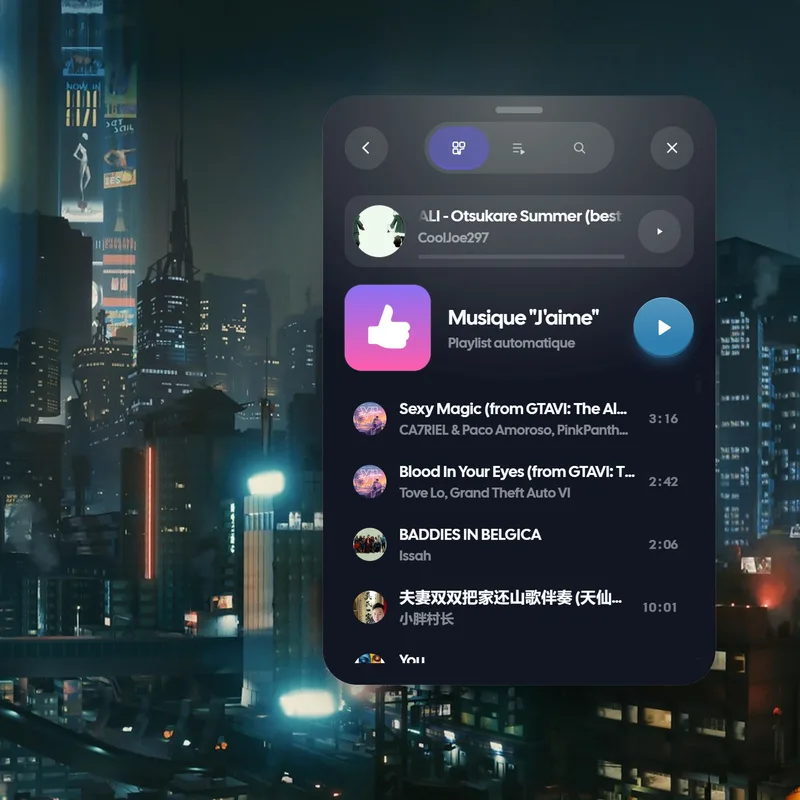 NOW IN
ALI - Otsukare Summer (best
CoolJoe297
Musique "J'aime"
Playlist automatique
Sexy Magic (from GTAVI: The Al...
CA7RIEL & Paco Amoroso, PinkPanth...
3:16
Blood In Your Eyes (from GTAVI: T...
Tove Lo, Grand Theft Auto VI
2:42
BADDIES IN BELGICA
Issah
2:06
夫妻双双把家还山歌伴奏 (天仙...
小胖村长
10:01
You